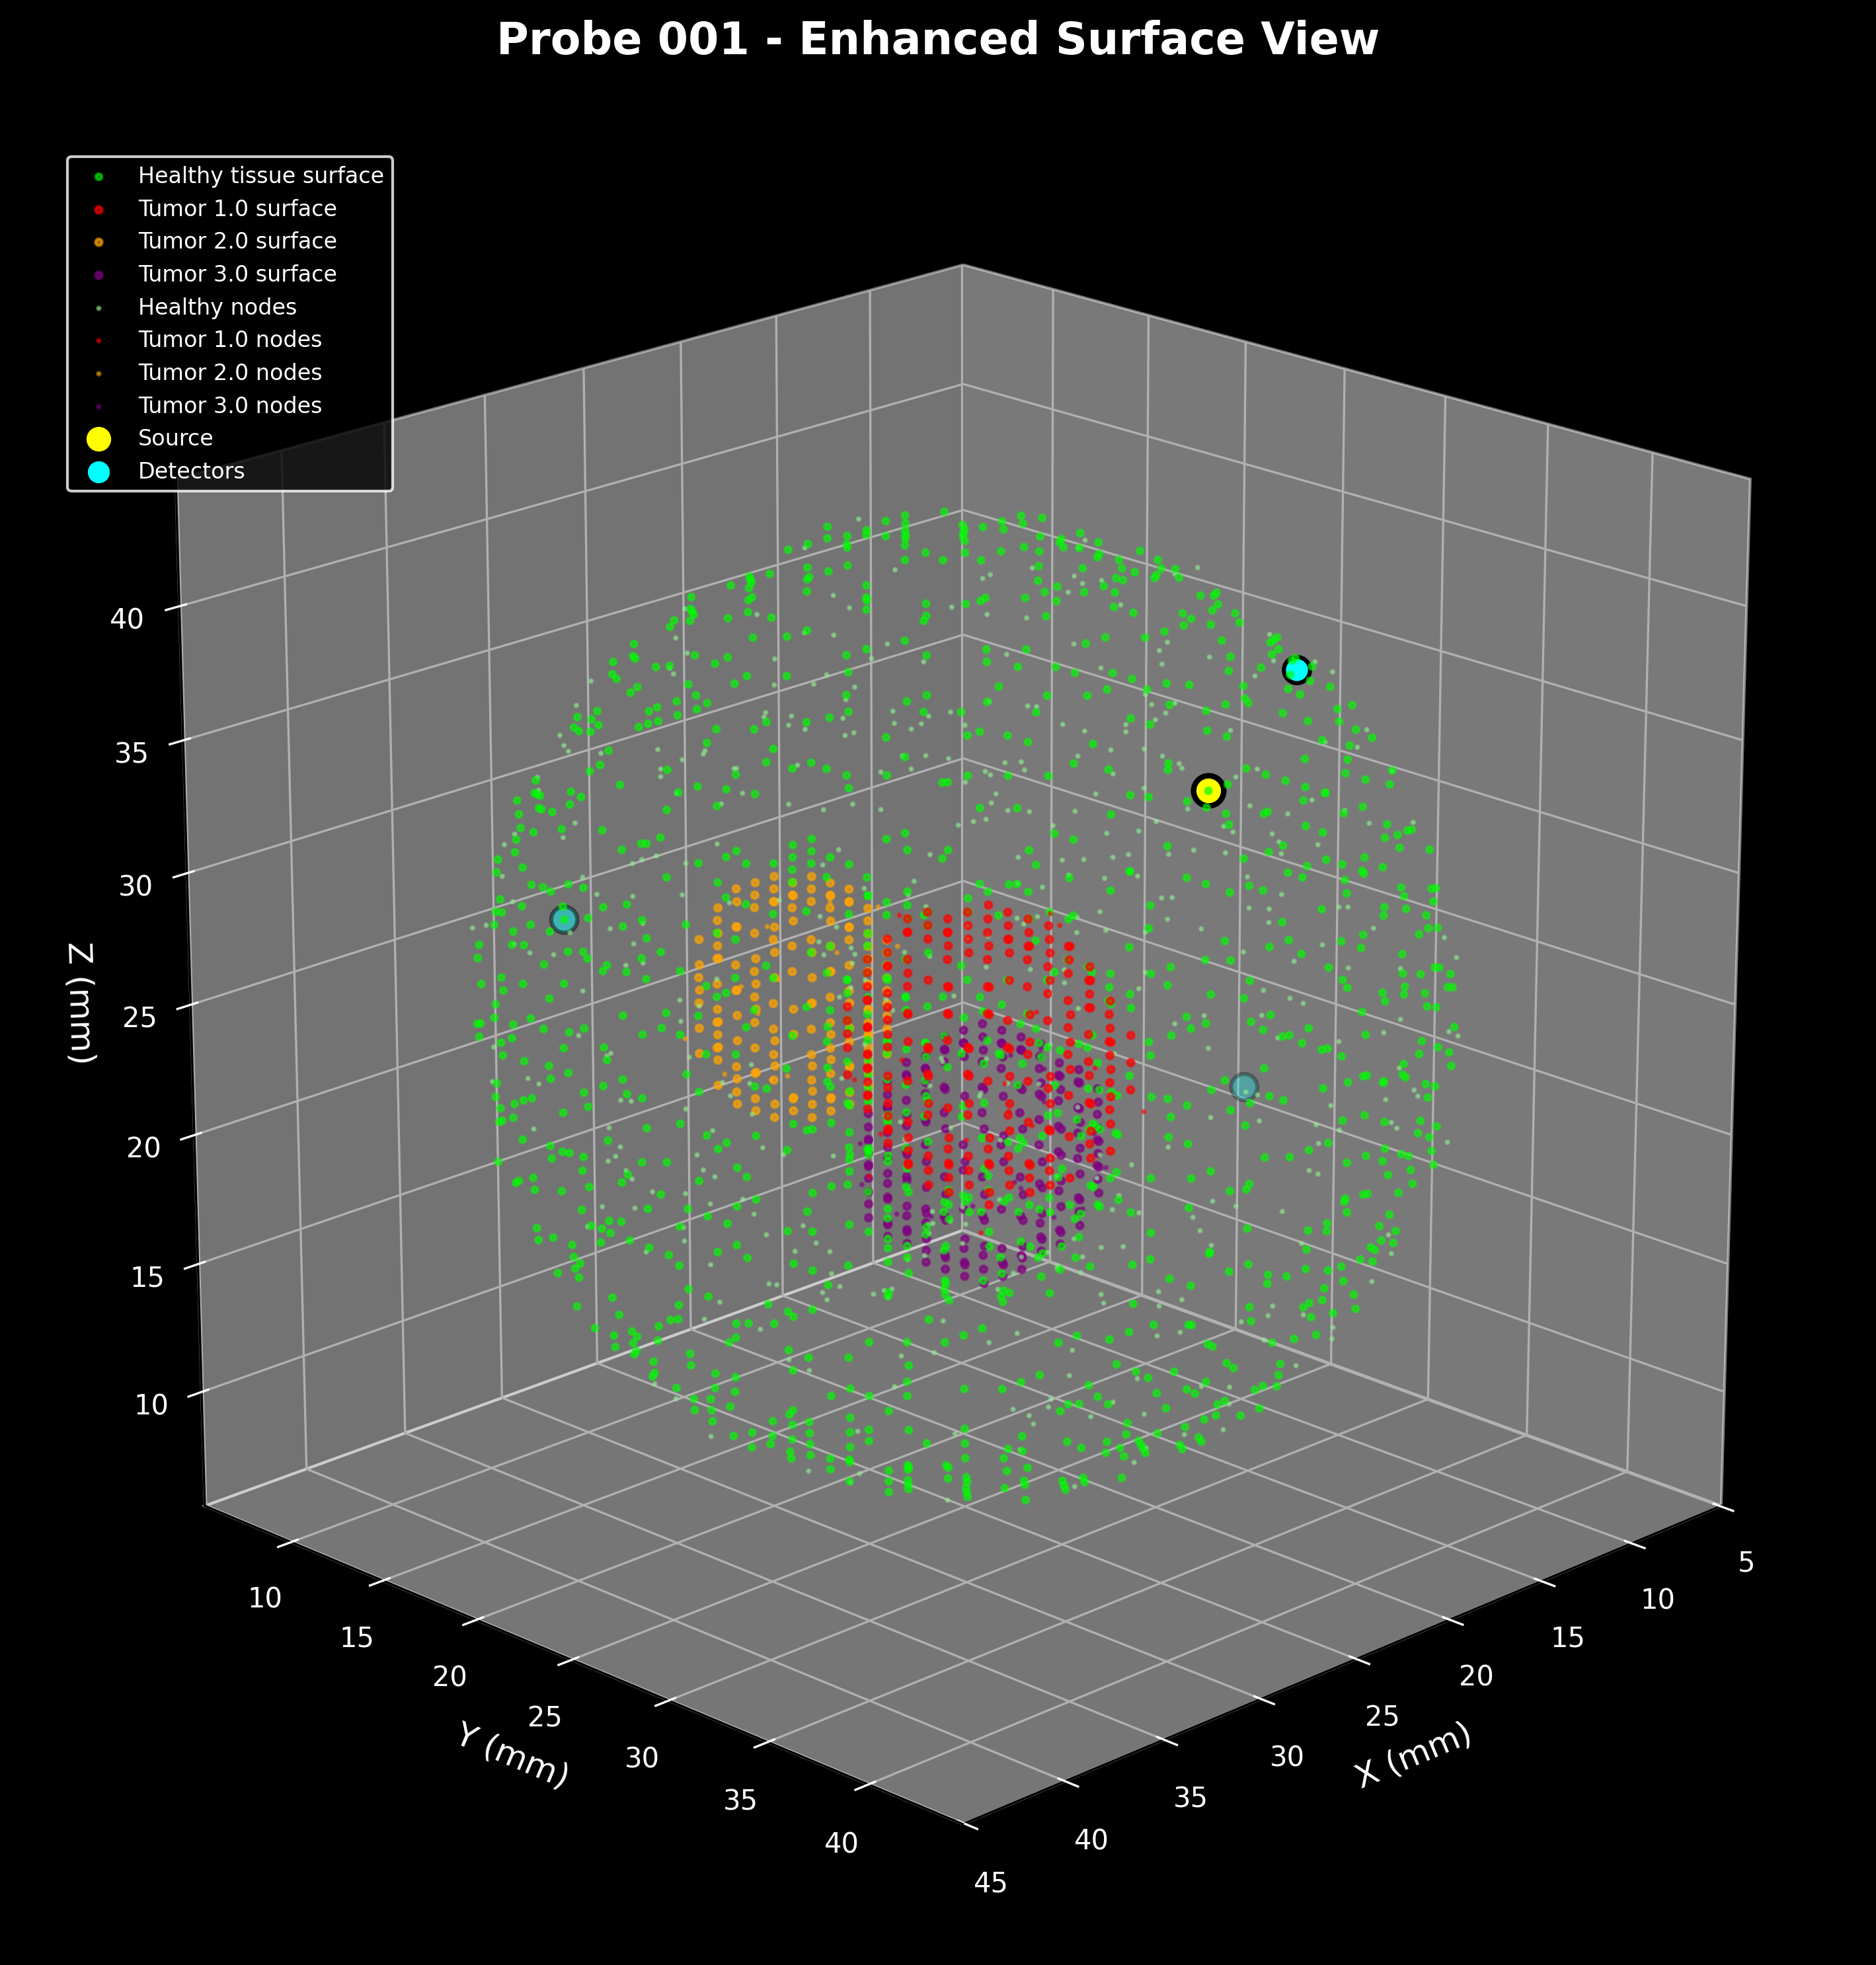 Probe 001 - Enhanced Surface View
Healthy tissue surface
Tumor 1.0 surface
Tumor 2.0 surface
Tumor 3.0 surface
Healthy nodes
Tumor 1.0 nodes
Tumor 2.0 nodes
Tumor 3.0 nodes
Source
Detectors
40
35
30
25
20
15
10
Z (mm)
10
15
20
25
30
35
40
Y (mm)
5
10
15
20
25
30
35
40
45
X (mm)